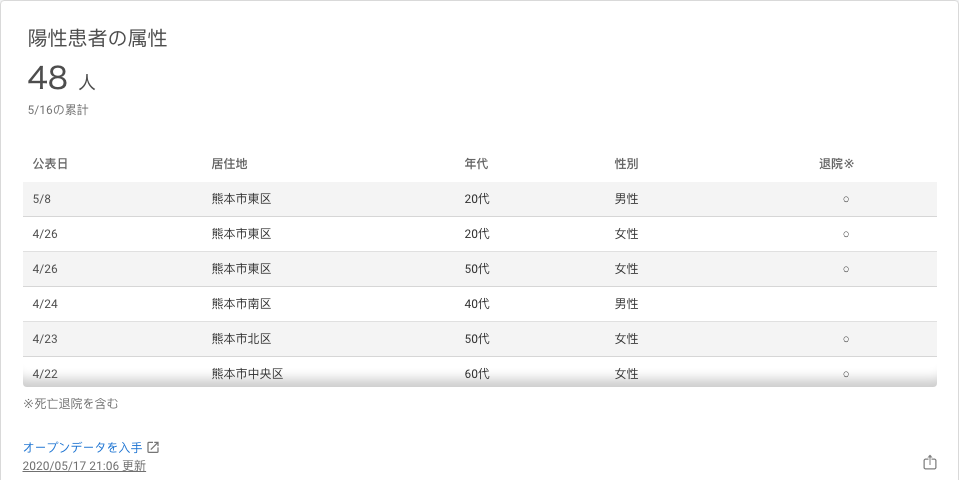 陽性患者の属性
48 人
5/16の累計
公表日 居住地 年代 性別 退院※
5/8 熊本市東区 20代 男性 ○
4/26 熊本市東区 20代 女性 ○
4/26 熊本市東区 50代 女性 ○
4/24 熊本市南区 40代 男性
4/23 熊本市北区 50代 女性 ○
4/22 熊本市中央区 60代 女性 ○
※死亡退院を含む
オープンデータを入手
2020/05/17 21:06 更新